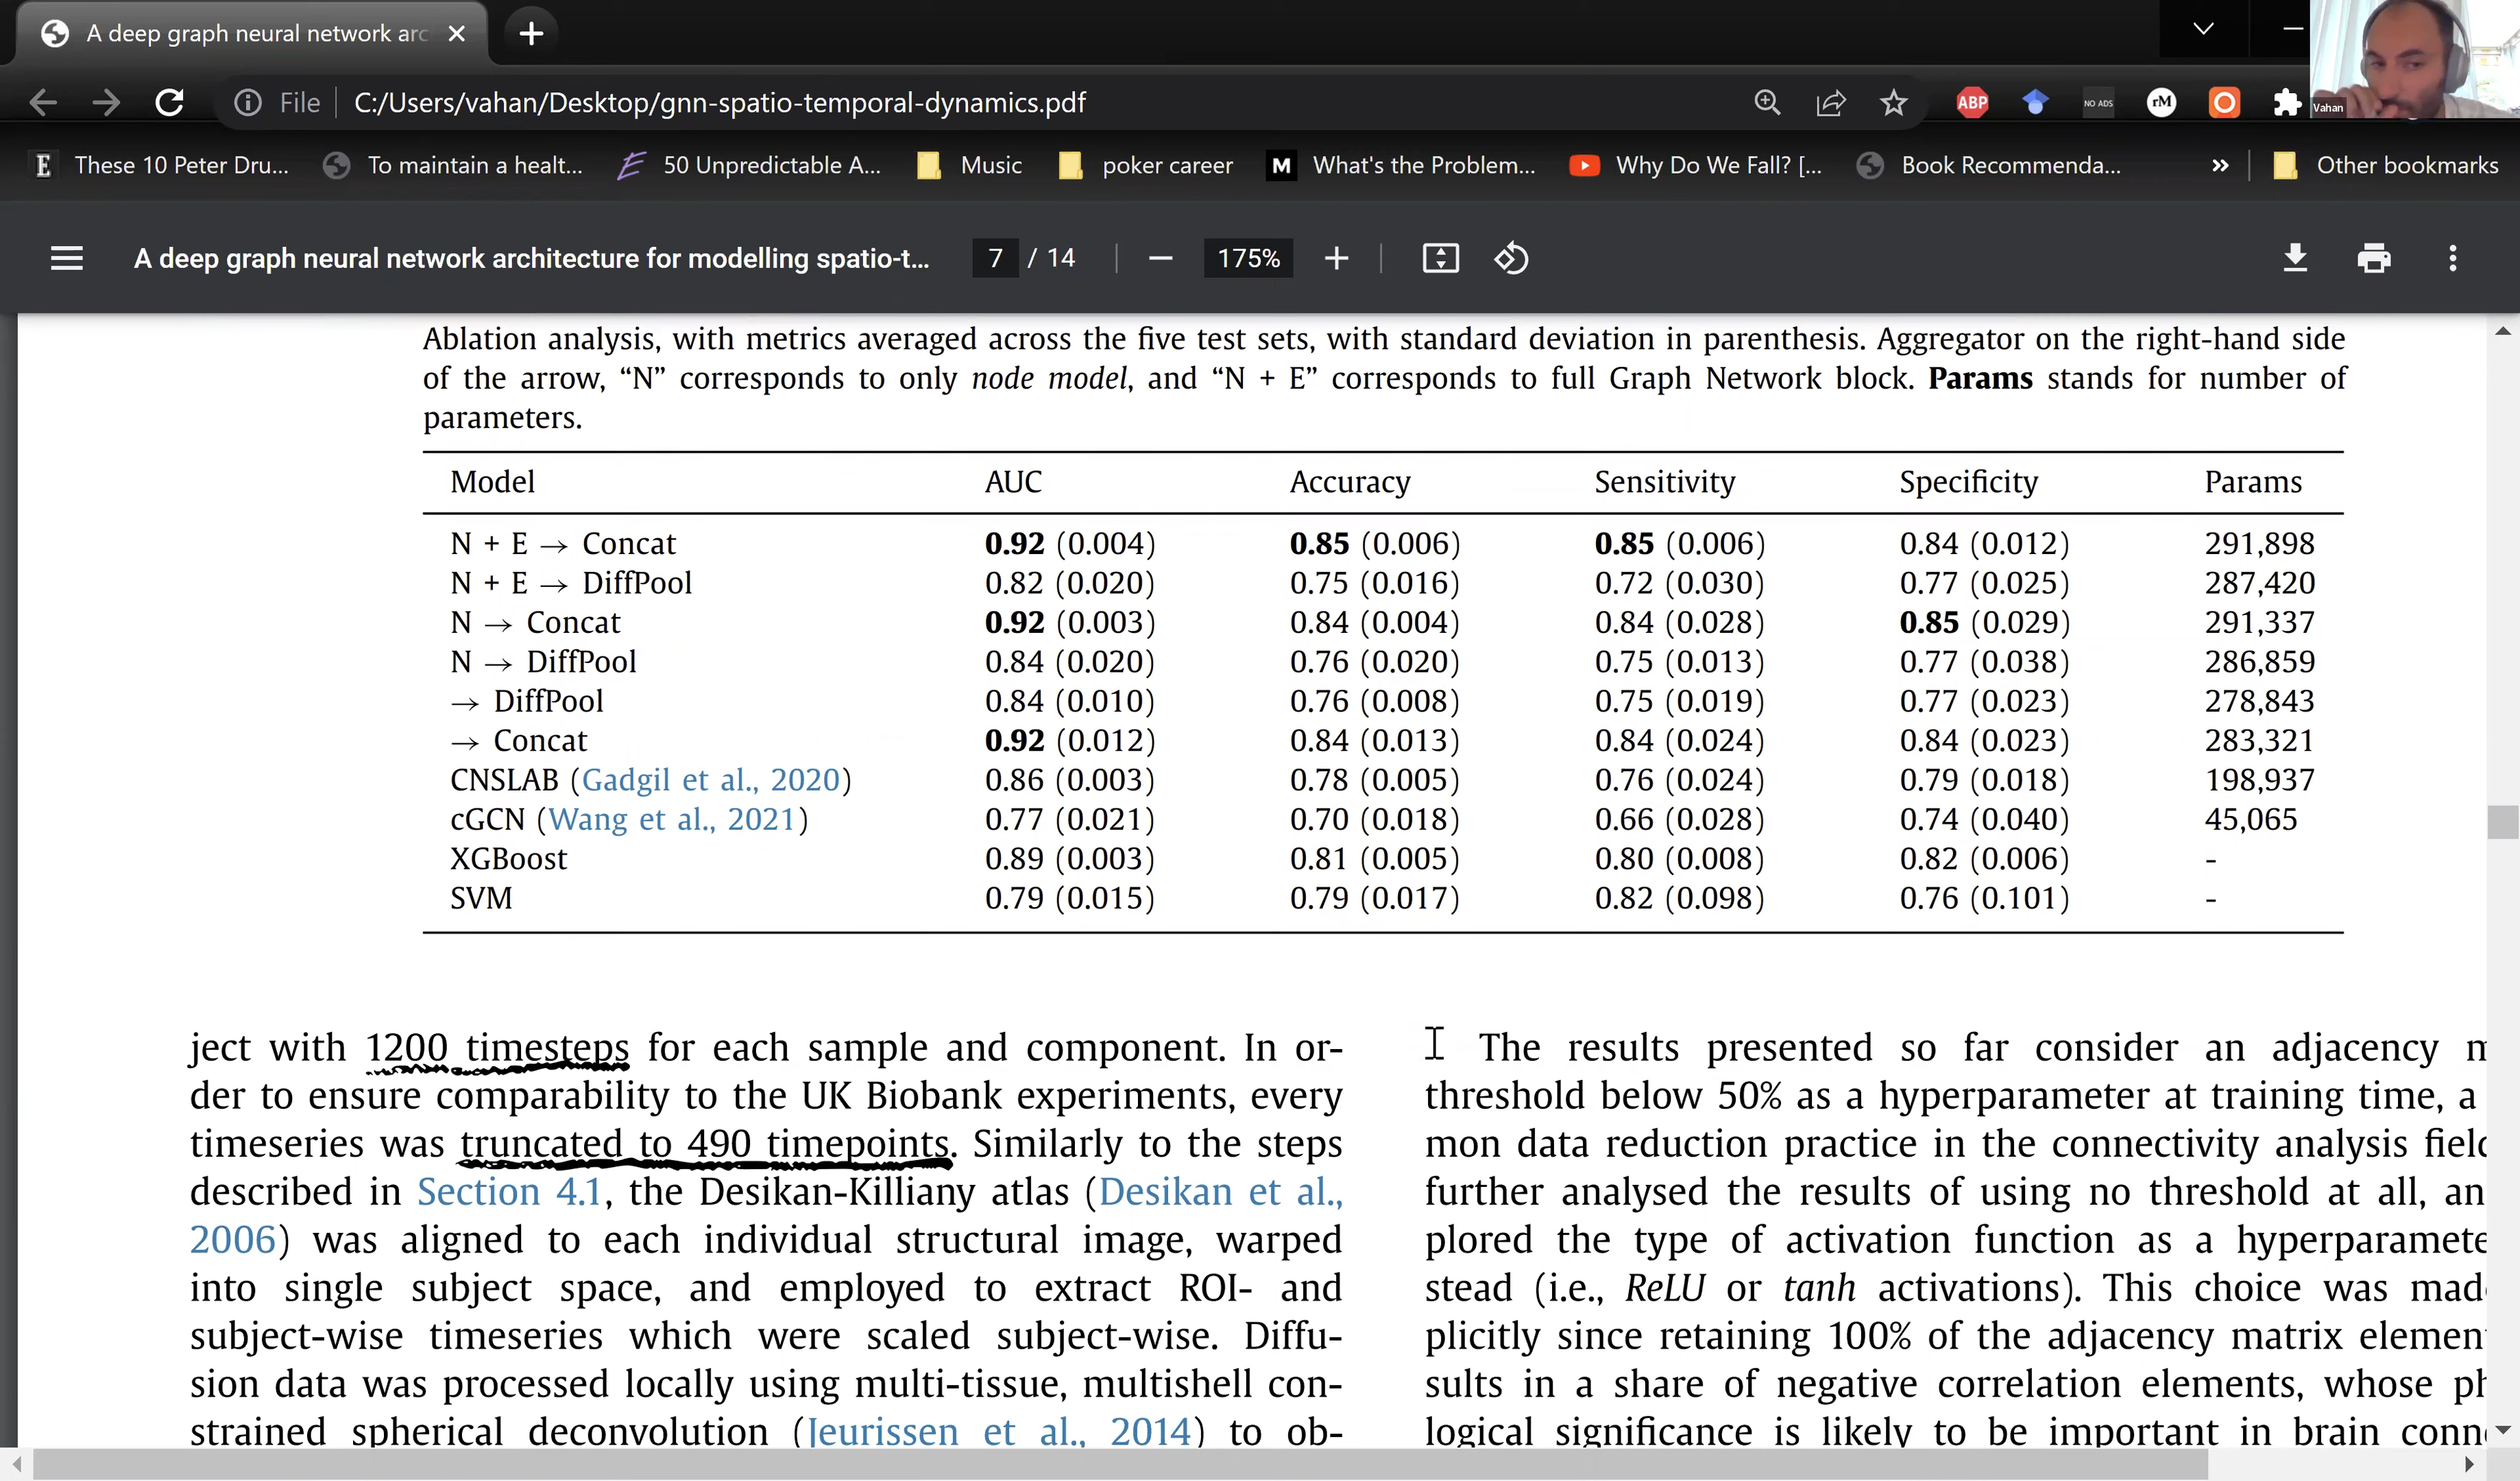 A deep graph neural network arc
File C:/Users/vahan/Desktop/gnn-spatio-temporal-dynamics.pdf
ABP
NO ADS
rM
Vahan
E These 10 Peter Dru...
To maintain a healt...
50 Unpredictable A...
Music
poker career
M What's the Problem...
Why Do We Fall? [...
Book Recommenda...
»
Other bookmarks
A deep graph neural network architecture for modelling spatio-t... 7 / 14 175%
Ablation analysis, with metrics averaged across the five test sets, with standard deviation in parenthesis. Aggregator on the right-hand side
of the arrow, “N” corresponds to only node model, and “N + E” corresponds to full Graph Network block. Params stands for number of
parameters.
Model AUC Accuracy Sensitivity Specificity Params
N + E → Concat 0.92 (0.004) 0.85 (0.006) 0.85 (0.006) 0.84 (0.012) 291,898
N + E → DiffPool 0.82 (0.020) 0.75 (0.016) 0.72 (0.030) 0.77 (0.025) 287,420
N → Concat 0.92 (0.003) 0.84 (0.004) 0.84 (0.028) 0.85 (0.029) 291,337
N → DiffPool 0.84 (0.020) 0.76 (0.020) 0.75 (0.013) 0.77 (0.038) 286,859
→ DiffPool 0.84 (0.010) 0.76 (0.008) 0.75 (0.019) 0.77 (0.023) 278,843
→ Concat 0.92 (0.012) 0.84 (0.013) 0.84 (0.024) 0.84 (0.023) 283,321
CNSLAB (Gadgil et al., 2020) 0.86 (0.003) 0.78 (0.005) 0.76 (0.024) 0.79 (0.018) 198,937
cGCN (Wang et al., 2021) 0.77 (0.021) 0.70 (0.018) 0.66 (0.028) 0.74 (0.040) 45,065
XGBoost 0.89 (0.003) 0.81 (0.005) 0.80 (0.008) 0.82 (0.006) -
SVM 0.79 (0.015) 0.79 (0.017) 0.82 (0.098) 0.76 (0.101) -
ject with 1200 timesteps for each sample and component. In or-
der to ensure comparability to the UK Biobank experiments, every
timeseries was truncated to 490 timepoints. Similarly to the steps
described in Section 4.1, the Desikan-Killiany atlas (Desikan et al.,
2006) was aligned to each individual structural image, warped
into single subject space, and employed to extract ROI- and
subject-wise timeseries which were scaled subject-wise. Diffu-
sion data was processed locally using multi-tissue, multishell con-
strained spherical deconvolution (Jeurissen et al., 2014) to ob-
The results presented so far consider an adjacency m
threshold below 50% as a hyperparameter at training time, a
mon data reduction practice in the connectivity analysis field
further analysed the results of using no threshold at all, an
plored the type of activation function as a hyperparamete
stead (i.e., ReLU or tanh activations). This choice was mad
plicitly since retaining 100% of the adjacency matrix elemen
sults in a share of negative correlation elements, whose ph
logical significance is likely to be important in brain conn